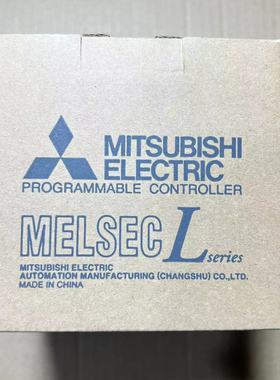 MITSUBISHI
ELECTRIC
PROGRAMMABLE CONTROLLER
MELSEC L series
MITSUBISHI ELECTRIC
AUTOMATION MANUFACTURING (CHANGSHU) CO.,LTD.
MADE IN CHINA